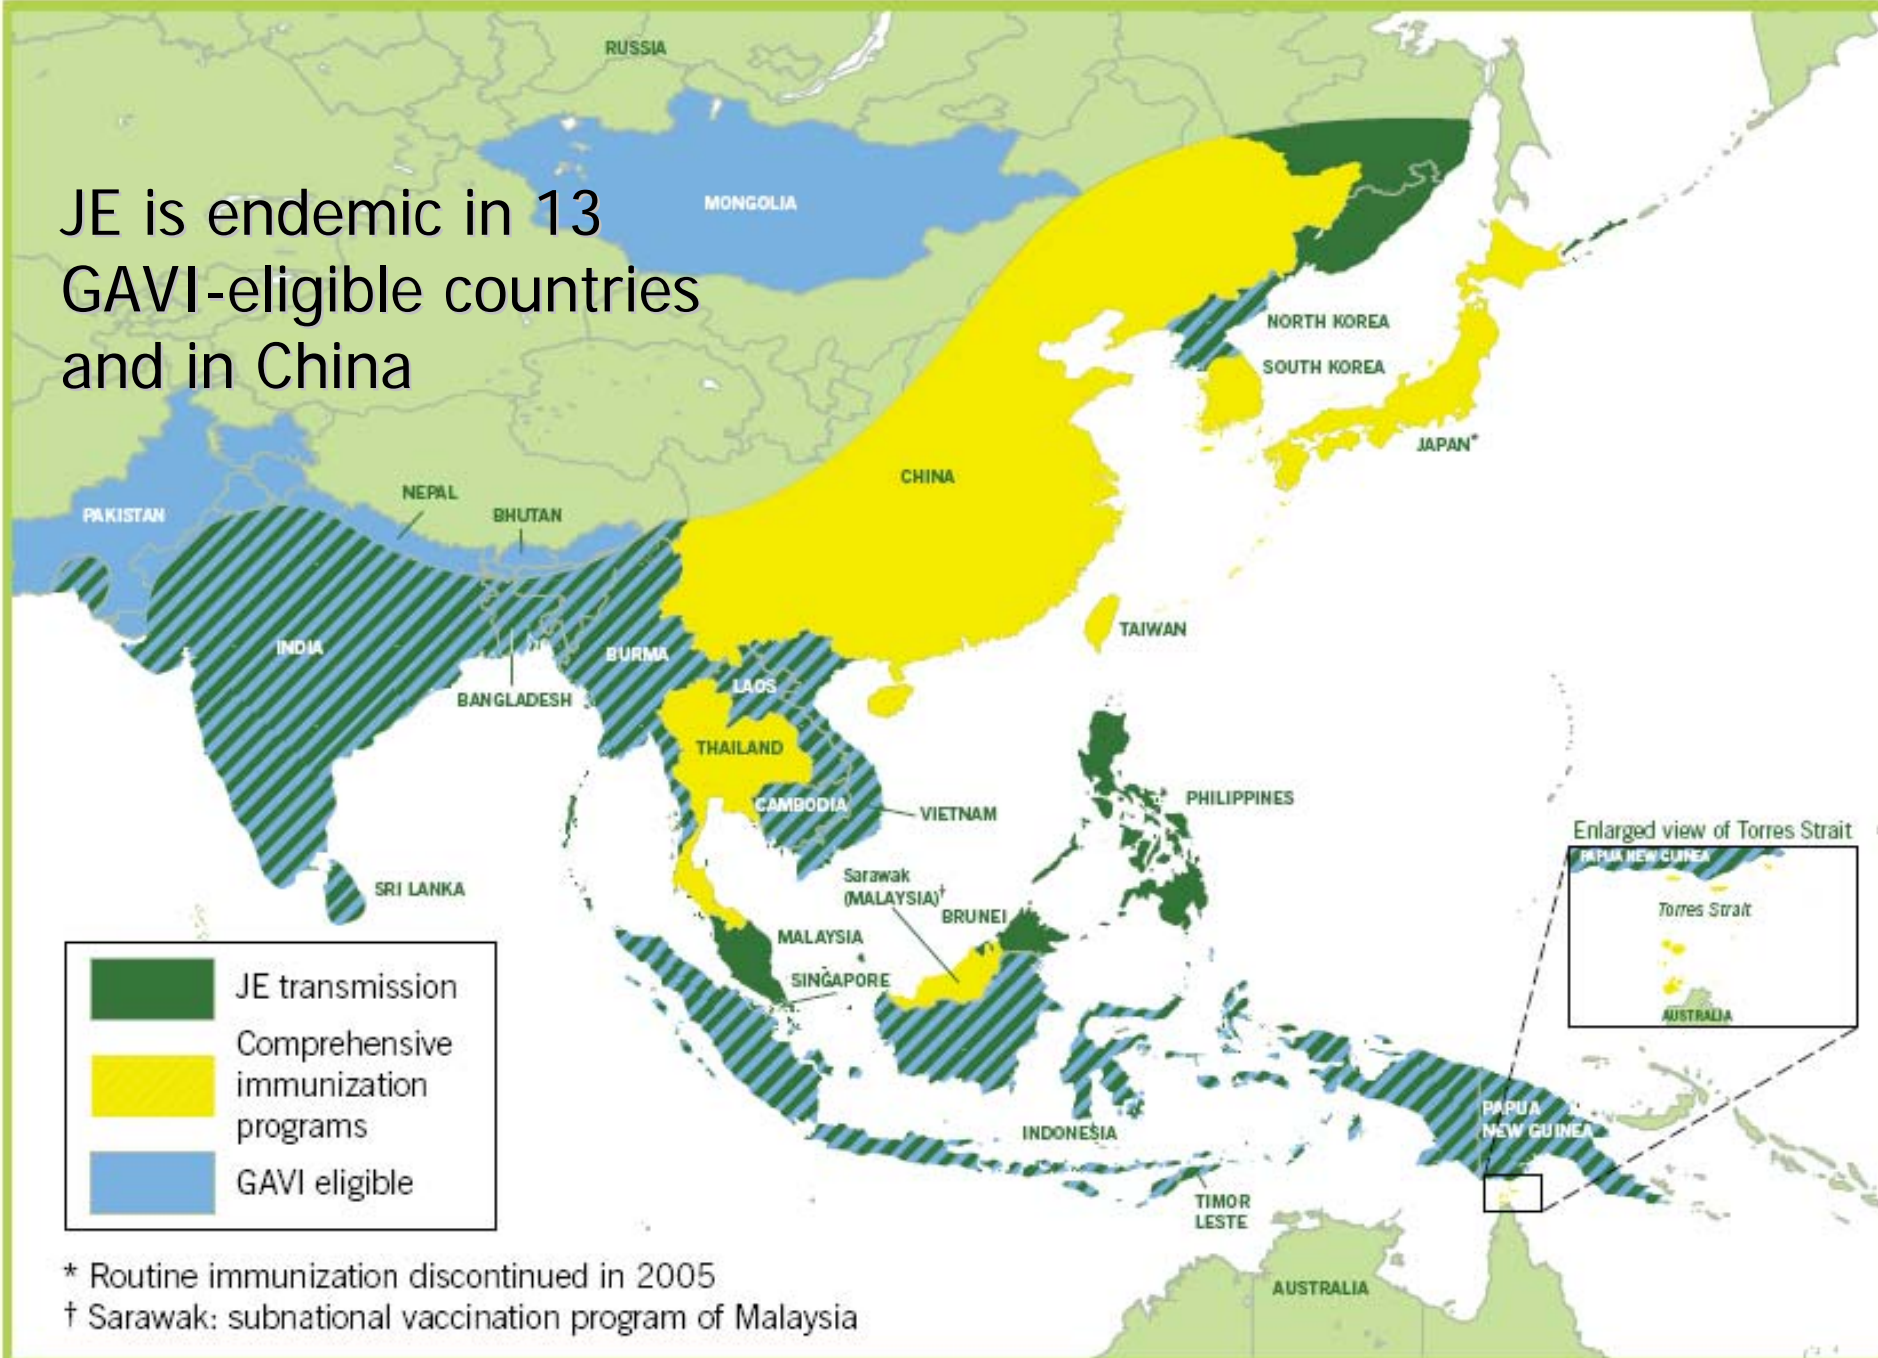 RUSSIA
MONGOLIA
JE is endemic in 13
GAVI-eligible countries
and in China
NORTH KOREA
SOUTH KOREA
JAPAN*
CHINA
NEPAL
BHUTAN
PAKISTAN
TAIWAN
INDIA
BURMA
LAOS
BANGLADESH
THAILAND
PHILIPPINES
CAMBODIA
VIETNAM
Enlarged view of Torres Strait
PAPUA NEW GUINEA
Torres Strait
AUSTRALIA
SRI LANKA
Sarawak
(MALAYSIA)†
BRUNEI
MALAYSIA
SINGAPORE
JE transmission
Comprehensive
immunization
programs
GAVI eligible
PAPUA
NEW GUINEA
INDONESIA
TIMOR
LESTE
AUSTRALIA
* Routine immunization discontinued in 2005
† Sarawak: subnational vaccination program of Malaysia